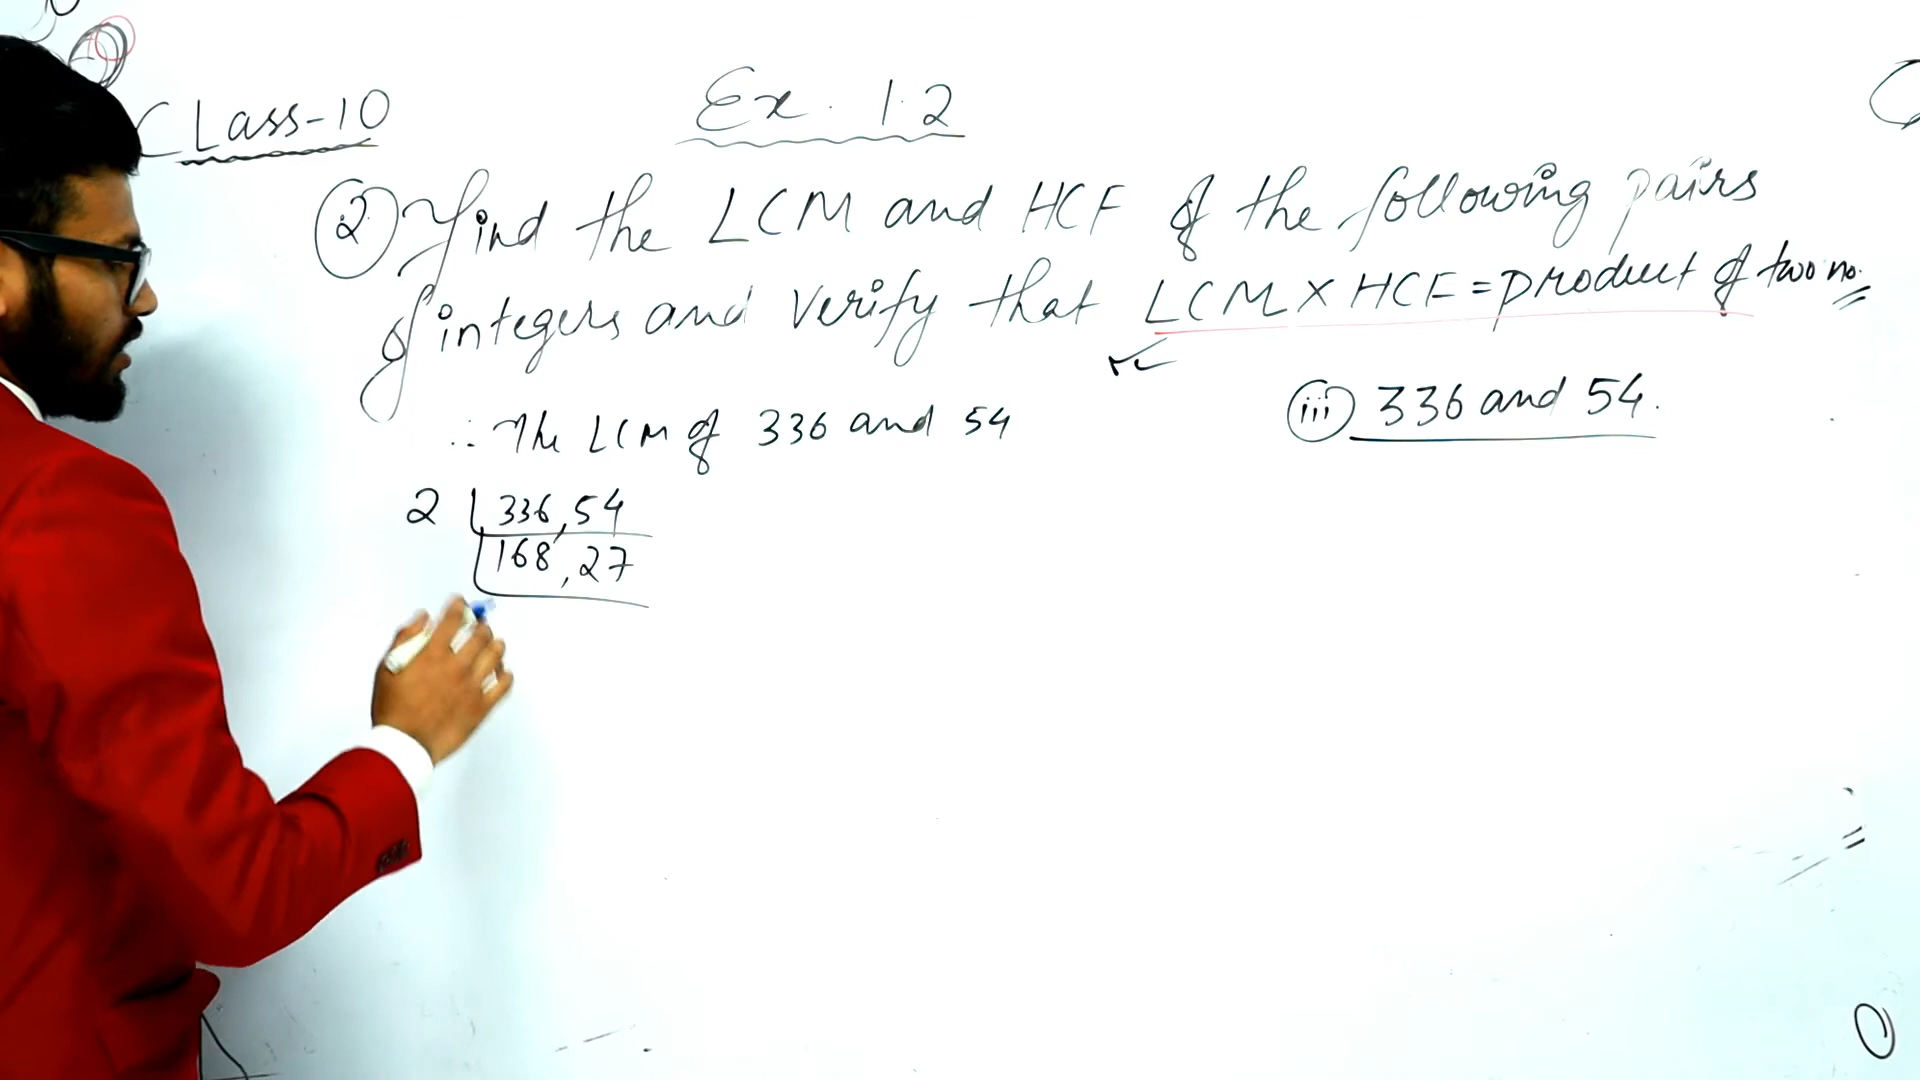 CLass-10
Ex. 1.2
② find the LCM and HCF of the following pairs
of integers and verify that LCM × HCF = product of two no.
∴ The LCM of 336 and 54
(iii) 336 and 54.
2 | 336, 54
168, 27